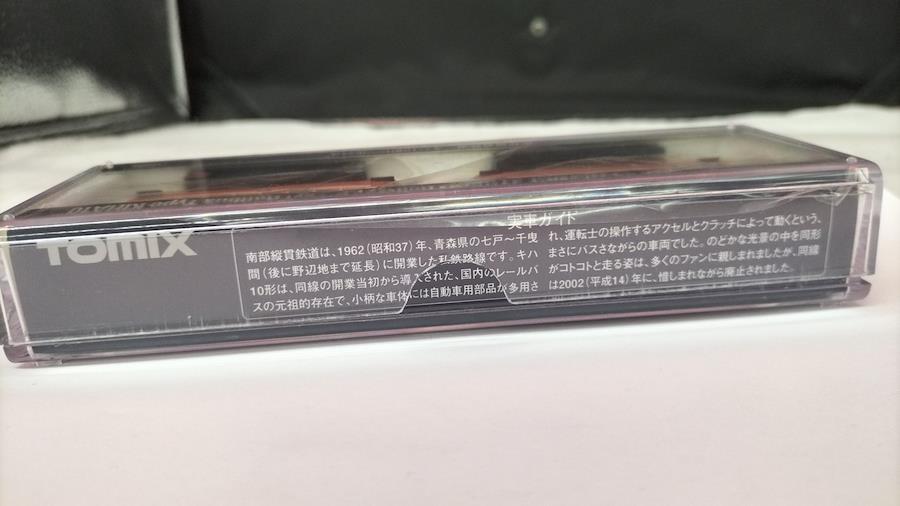 TOMIX
実車ガイド
南部縦貫鉄道は、1962(昭和37)年、青森県の七戸〜千曳
間(後に野辺地まで延長)に開業した私鉄路線です。キハ
10形は、同線の開業当初から導入された、国内のレールバ
スの元祖的存在で、小柄な車体には自動車用部品が多用さ
れ、運転士の操作するアクセルとクラッチによって動くという、
まさにバスさながらの車両でした。のどかな光景の中を同形
がコトコトと走る姿は、多くのファンに親しまれましたが、同線
は2002(平成14)年に、惜しまれながら廃止されました。